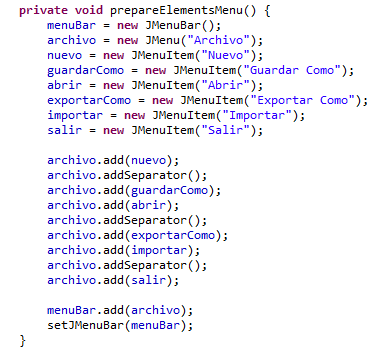 private void prepareElementsMenu() {
    menuBar = new JMenuBar();
    archivo = new JMenu("Archivo");
    nuevo = new JMenuItem("Nuevo");
    guardarComo = new JMenuItem("Guardar Como");
    abrir = new JMenuItem("Abrir");
    exportarComo = new JMenuItem("Exportar Como");
    importar = new JMenuItem("Importar");
    salir = new JMenuItem("Salir");

    archivo.add(nuevo);
    archivo.addSeparator();
    archivo.add(guardarComo);
    archivo.add(abrir);
    archivo.addSeparator();
    archivo.add(exportarComo);
    archivo.add(importar);
    archivo.addSeparator();
    archivo.add(salir);

    menuBar.add(archivo);
    setJMenuBar(menuBar);
}